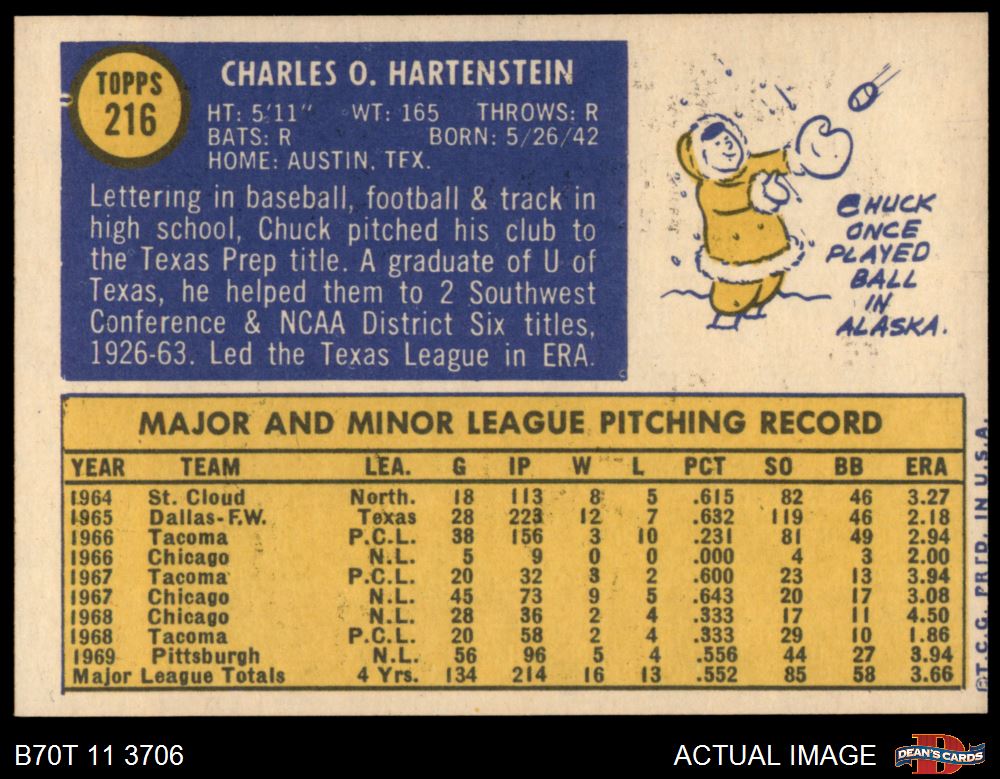 TOPPS
216
CHARLES O. HARTENSTEIN
HT: 5'11" WT: 165 THROWS: R
BATS: R BORN: 5/26/42
HOME: AUSTIN, TEX.
Lettering in baseball, football & track in
high school, Chuck pitched his club to
the Texas Prep title. A graduate of U of
Texas, he helped them to 2 Southwest
Conference & NCAA District Six titles,
1926-63. Led the Texas League in ERA.
CHUCK
ONCE
PLAYED
BALL
IN
ALASKA.
MAJOR AND MINOR LEAGUE PITCHING RECORD
YEAR TEAM LEA. G IP W L PCT SO BB ERA
1964 St. Cloud North. 18 113 8 5 .615 82 46 3.27
1965 Dallas-F.W. Texas 28 223 12 7 .632 119 46 2.18
1966 Tacoma P.C.L. 38 156 3 10 .231 81 49 2.94
1966 Chicago N.L. 5 9 0 0 .000 4 3 2.00
1967 Tacoma P.C.L. 20 32 3 2 .600 23 13 3.94
1967 Chicago N.L. 45 73 9 5 .643 20 17 3.08
1968 Chicago N.L. 28 36 2 4 .333 17 11 4.50
1968 Tacoma P.C.L. 20 58 2 4 .333 29 10 1.86
1969 Pittsburgh N.L. 56 96 5 4 .556 44 27 3.94
Major League Totals 4 Yrs. 134 214 16 13 .552 85 58 3.66
©T.C.G. PRTD. IN U.S.A.
B70T 11 3706
ACTUAL IMAGE
D
DEAN'S CARDS